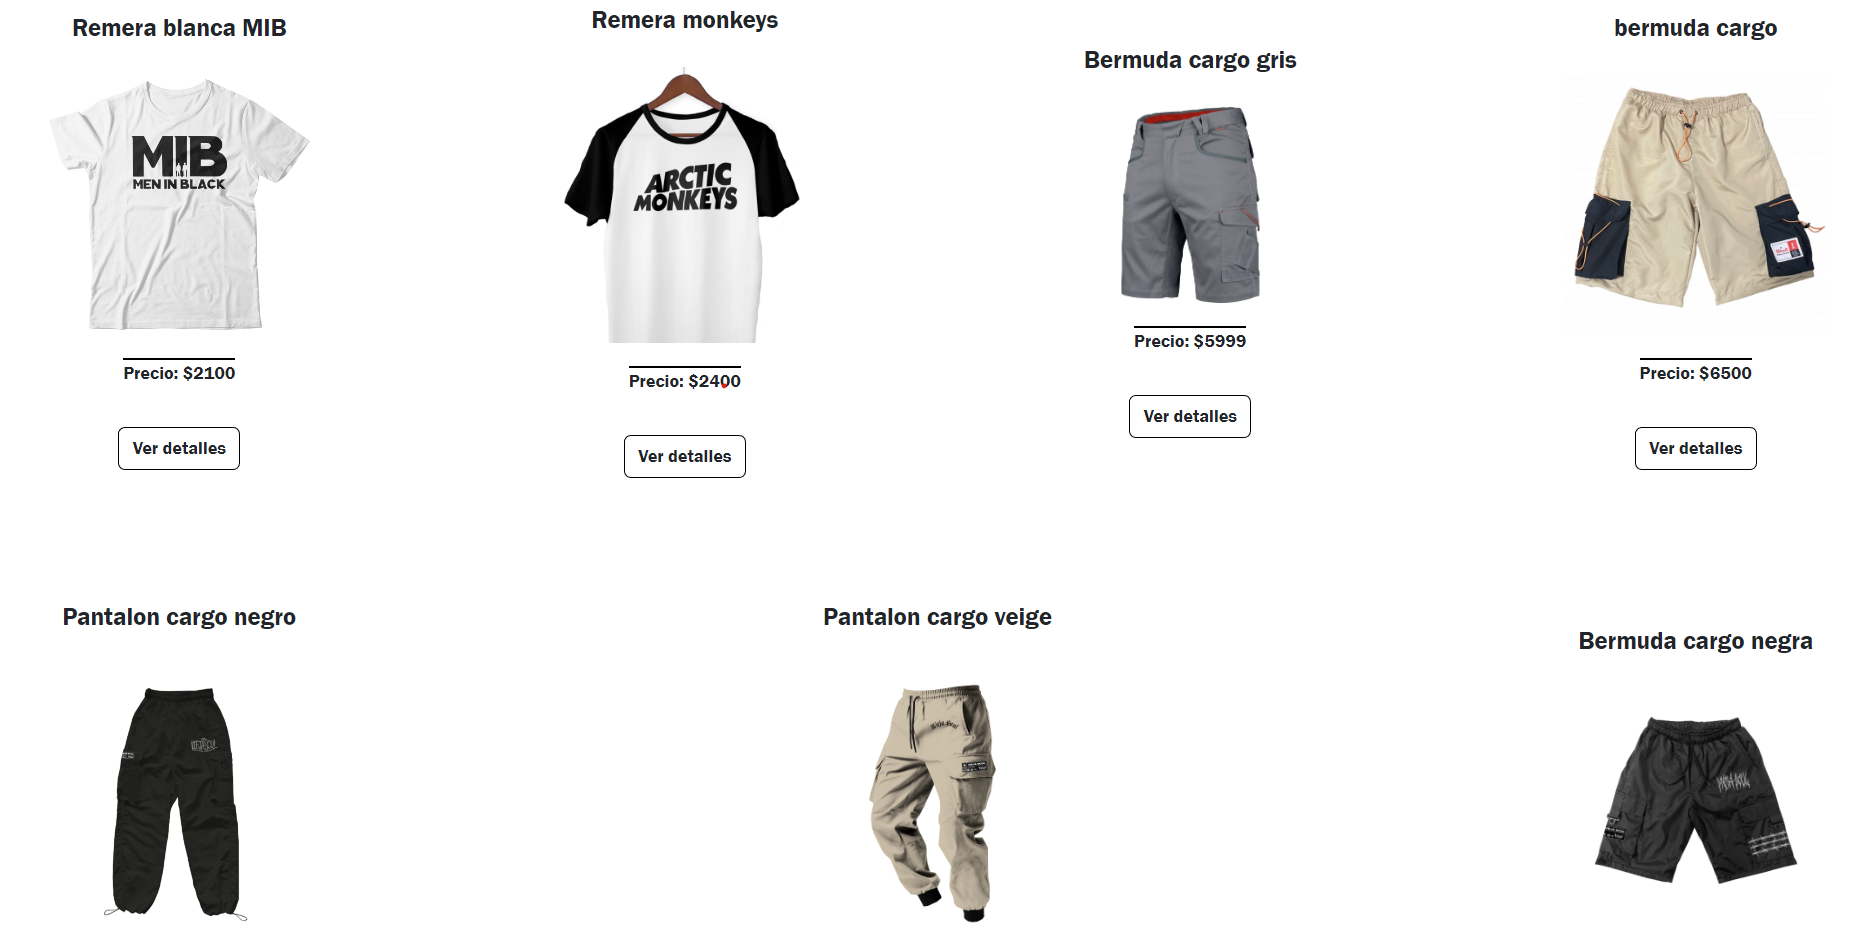 Remera blanca MIB
MIB
MEN IN BLACK
Precio: $2100
Ver detalles
Remera monkeys
ARCTIC
MONKEYS
Precio: $2400
Ver detalles
Bermuda cargo gris
Precio: $5999
Ver detalles
bermuda cargo
Precio: $6500
Ver detalles
Pantalon cargo negro
Pantalon cargo veige
Bermuda cargo negra